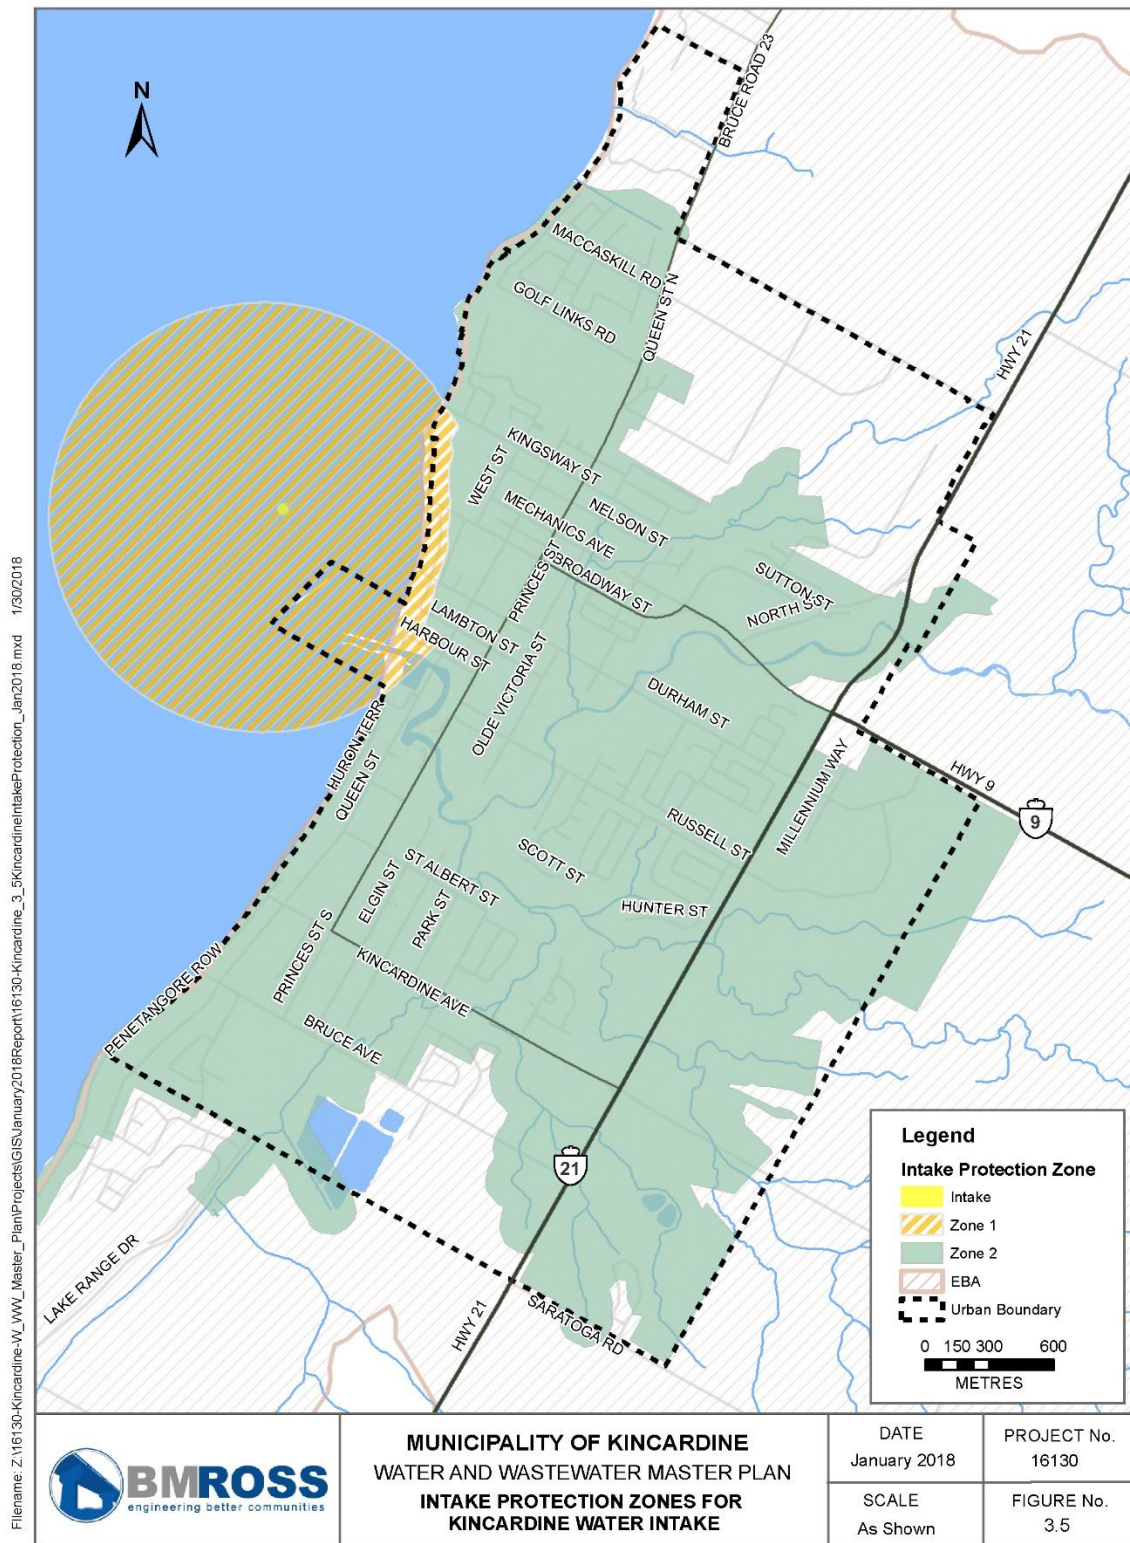 N
BRUCE ROAD 23
MACCASKILL RD
GOLF LINKS RD
QUEEN ST N
HWY 21
KINGSWAY ST
WEST ST
NELSON ST
MECHANICS AVE
PRINCES ST
BROADWAY ST
SUTTON ST
NORTH S
LAMBTON ST
HARBOUR ST
OLDE VICTORIA ST
DURHAM ST
HURON TERR
QUEEN ST
MILLENNIUM WAY
HWY 9
9
RUSSELL ST
SCOTT ST
ST ALBERT ST
ELGIN ST
PARK ST
HUNTER ST
PRINCES ST S
KINCARDINE AVE
PENETANGORE ROW
BRUCE AVE
21
LAKE RANGE DR
HWY 21
SARATOGA RD
Legend
Intake Protection Zone
Intake
Zone 1
Zone 2
EBA
Urban Boundary
0 150 300 600
METRES
Filename: Z:\16130-Kincardine-W_WW_Master_Plan\Projects\GIS\January2018Report\16130-Kincardine_3_5KincardineIntakeProtection_Jan2018.mxd 1/30/2018
BMROSS
engineering better communities
MUNICIPALITY OF KINCARDINE
WATER AND WASTEWATER MASTER PLAN
INTAKE PROTECTION ZONES FOR
KINCARDINE WATER INTAKE
DATE
January 2018
PROJECT No.
16130
SCALE
As Shown
FIGURE No.
3.5